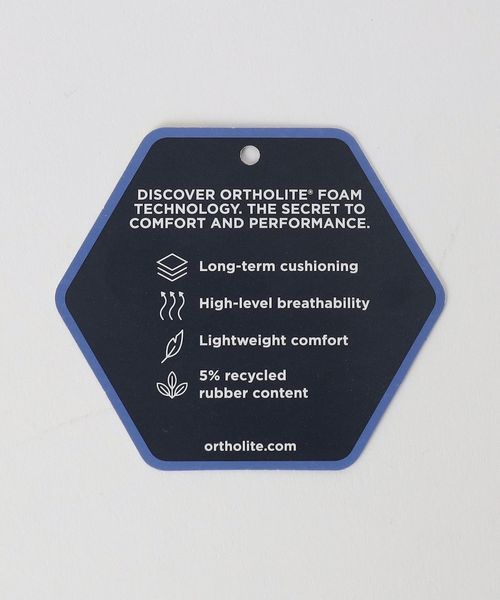 DISCOVER ORTHOLITE® FOAM
TECHNOLOGY. THE SECRET TO
COMFORT AND PERFORMANCE.
Long-term cushioning
High-level breathability
Lightweight comfort
5% recycled
rubber content
ortholite.com